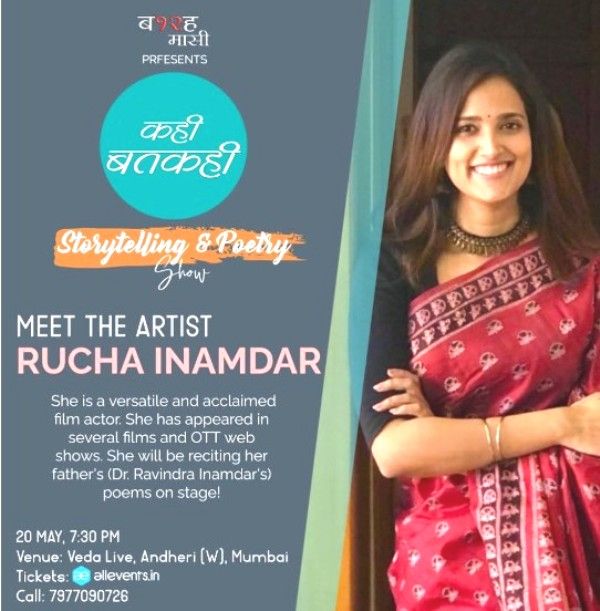 ब१२ह
मासी
PRFESENTS
कही
बतकही
Storytelling & Poetry
Show
MEET THE ARTIST
RUCHA INAMDAR
She is a versatile and acclaimed
film actor. She has appeared in
several films and OTT web
shows. She will be reciting her
father's (Dr. Ravindra Inamdar's)
poems on stage!
20 MAY, 7:30 PM
Venue: Veda Live, Andheri (W), Mumbai
Tickets: ae allevents.in
Call: 7977090726